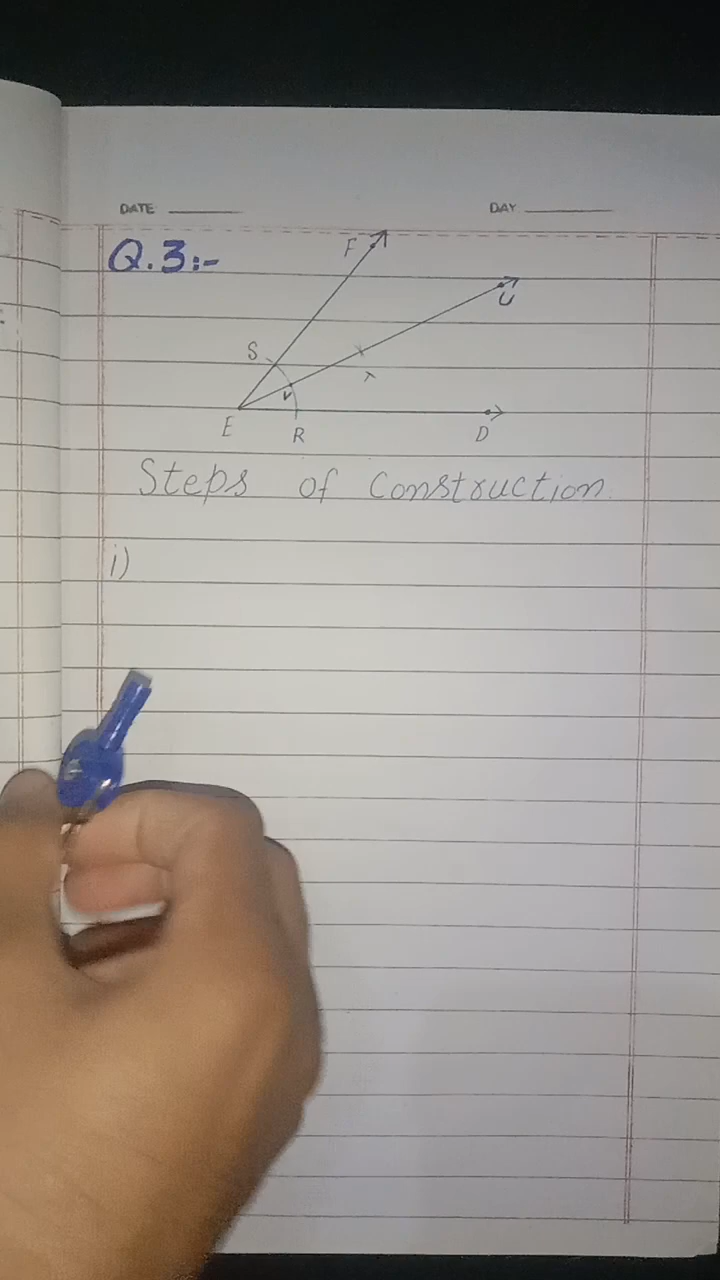 DATE DAY
Q.3:-
F
U
S
T
V
E R D
Steps of Construction
i)